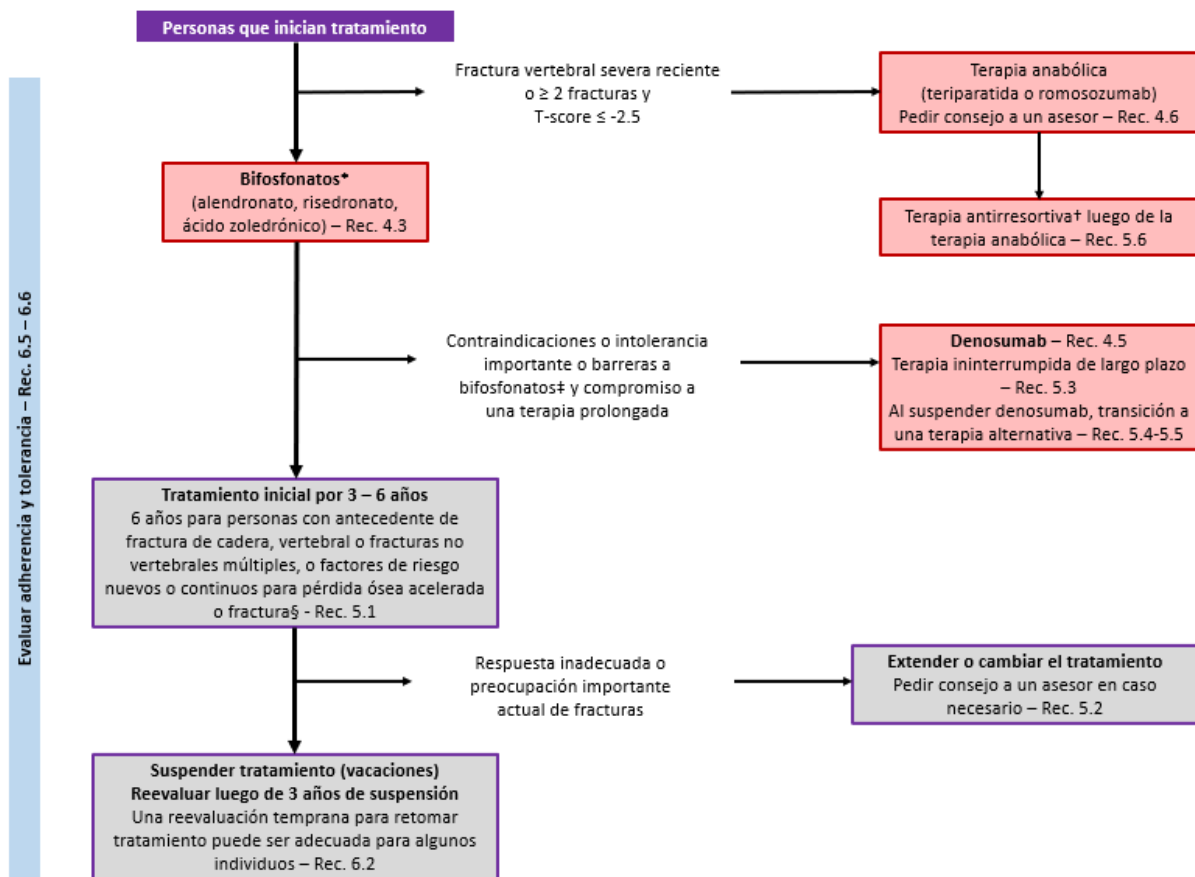 Personas que inician tratamiento
Fractura vertebral severa reciente
o ≥ 2 fracturas y
T-score ≤ -2.5
Terapia anabólica
(teriparatida o romosozumab)
Pedir consejo a un asesor – Rec. 4.6
Bifosfonatos*
(alendronato, risedronato,
ácido zoledrónico) – Rec. 4.3
Terapia antirresortiva† luego de la
terapia anabólica – Rec. 5.6
Contraindicaciones o intolerancia
importante o barreras a
bifosfonatos‡ y compromiso a
una terapia prolongada
Denosumab – Rec. 4.5
Terapia ininterrumpida de largo plazo
– Rec. 5.3
Al suspender denosumab, transición a
una terapia alternativa – Rec. 5.4-5.5
Tratamiento inicial por 3 – 6 años
6 años para personas con antecedente de
fractura de cadera, vertebral o fracturas no
vertebrales múltiples, o factores de riesgo
nuevos o continuos para pérdida ósea acelerada
o fractura§ - Rec. 5.1
Respuesta inadecuada o
preocupación importante
actual de fracturas
Extender o cambiar el tratamiento
Pedir consejo a un asesor en caso
necesario – Rec. 5.2
Suspender tratamiento (vacaciones)
Reevaluar luego de 3 años de suspensión
Una reevaluación temprana para retomar
tratamiento puede ser adecuada para algunos
individuos – Rec. 6.2
Evaluar adherencia y tolerancia – Rec. 6.5 – 6.6